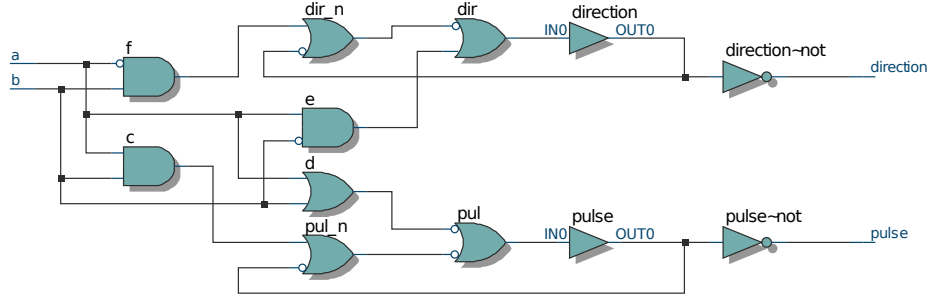 dir_n
dir
direction
f
IN0
OUT0
direction~not
a
direction
b
e
c
d
pul
pulse
pulse~not
pul_n
IN0
OUT0
pulse